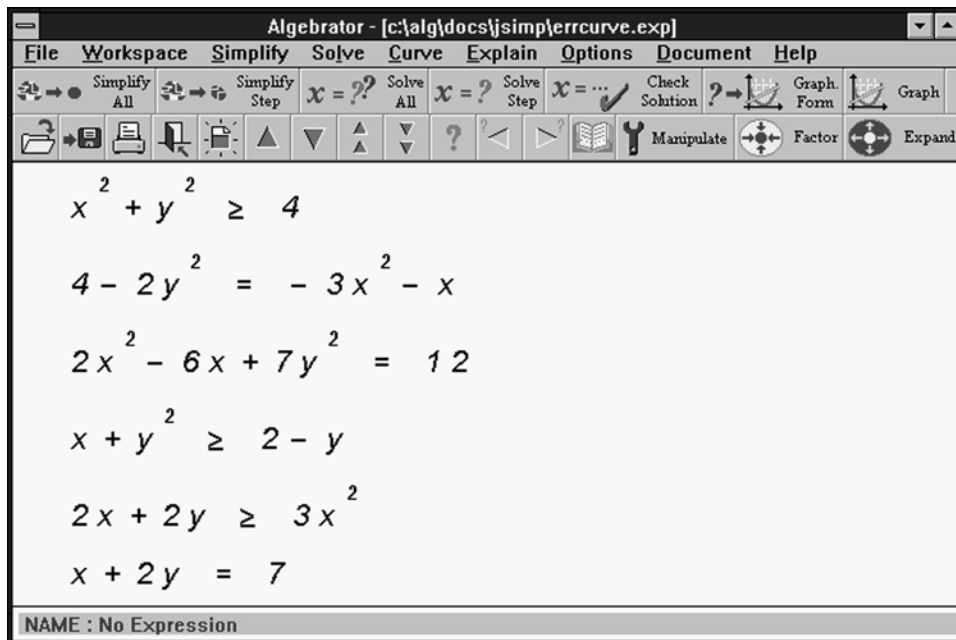 Algebrator - [c:\alg\docs\jsimp\errcurve.exp]
File Workspace Simplify Solve Curve Explain Options Document Help
Simplify All Simplify Step x = ?? Solve All x = ? Solve Step x = ... Check Solution ? Graph. Form Graph
? ? ? Manipulate Factor Expand
x² + y² ≥ 4
4 - 2y² = - 3x² - x
2x² - 6x + 7y² = 12
x + y² ≥ 2 - y
2x + 2y ≥ 3x²
x + 2y = 7
NAME : No Expression